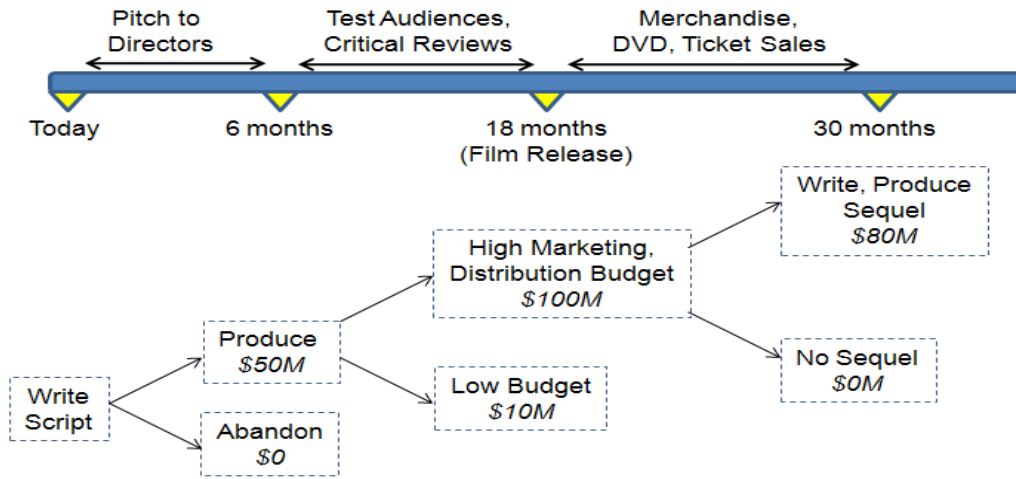 Pitch to
Directors
Test Audiences,
Critical Reviews
Merchandise,
DVD, Ticket Sales
Today
6 months
18 months
(Film Release)
30 months
Write, Produce
Sequel
$80M
High Marketing,
Distribution Budget
$100M
Produce
$50M
No Sequel
$0M
Write
Script
Low Budget
$10M
Abandon
$0